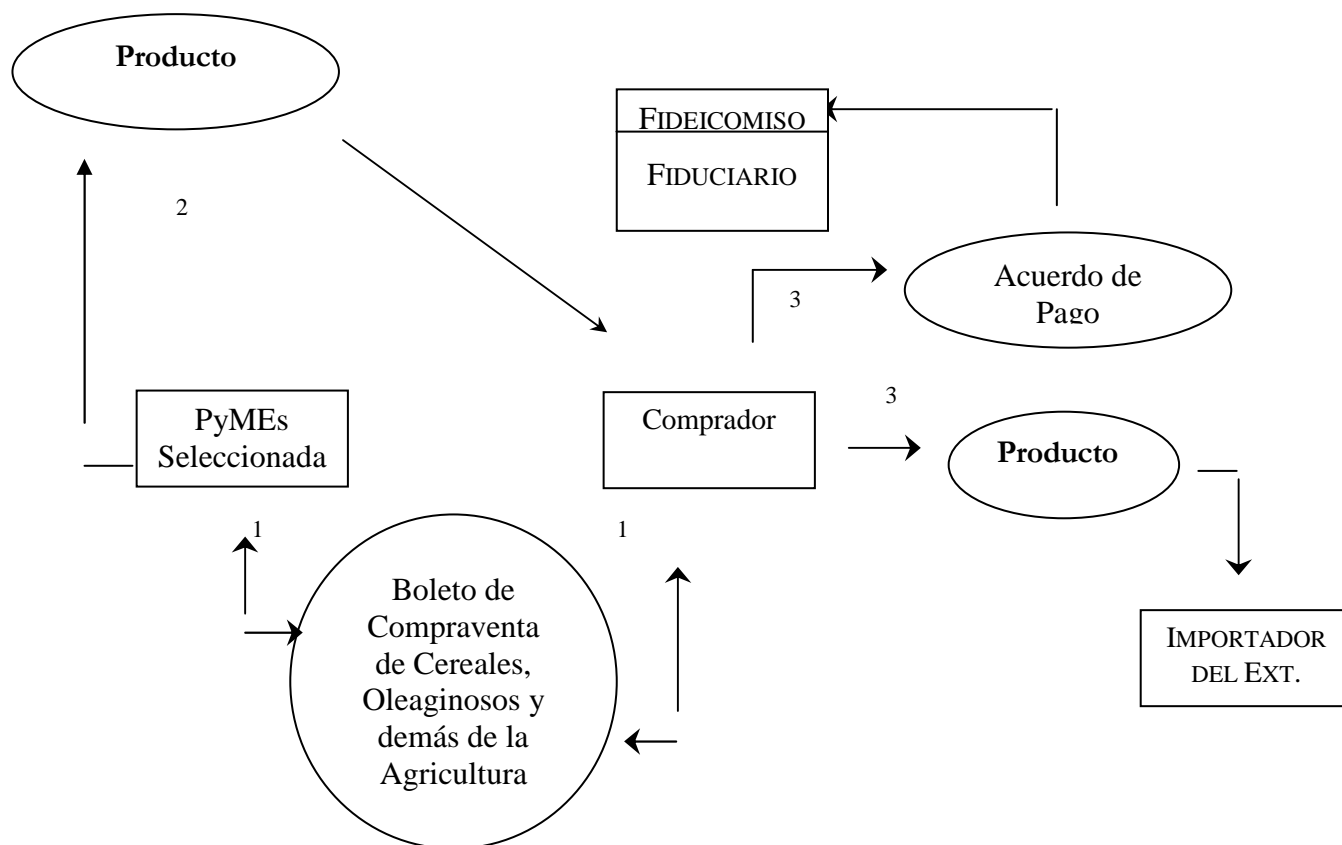 Producto
FIDEICOMISO
FIDUCIARIO
2
Acuerdo de
Pago
3
PyMEs
Seleccionada
Comprador
3
Producto
1
1
Boleto de
Compraventa
de Cereales,
Oleaginosos y
demás de la
Agricultura
IMPORTADOR
DEL EXT.